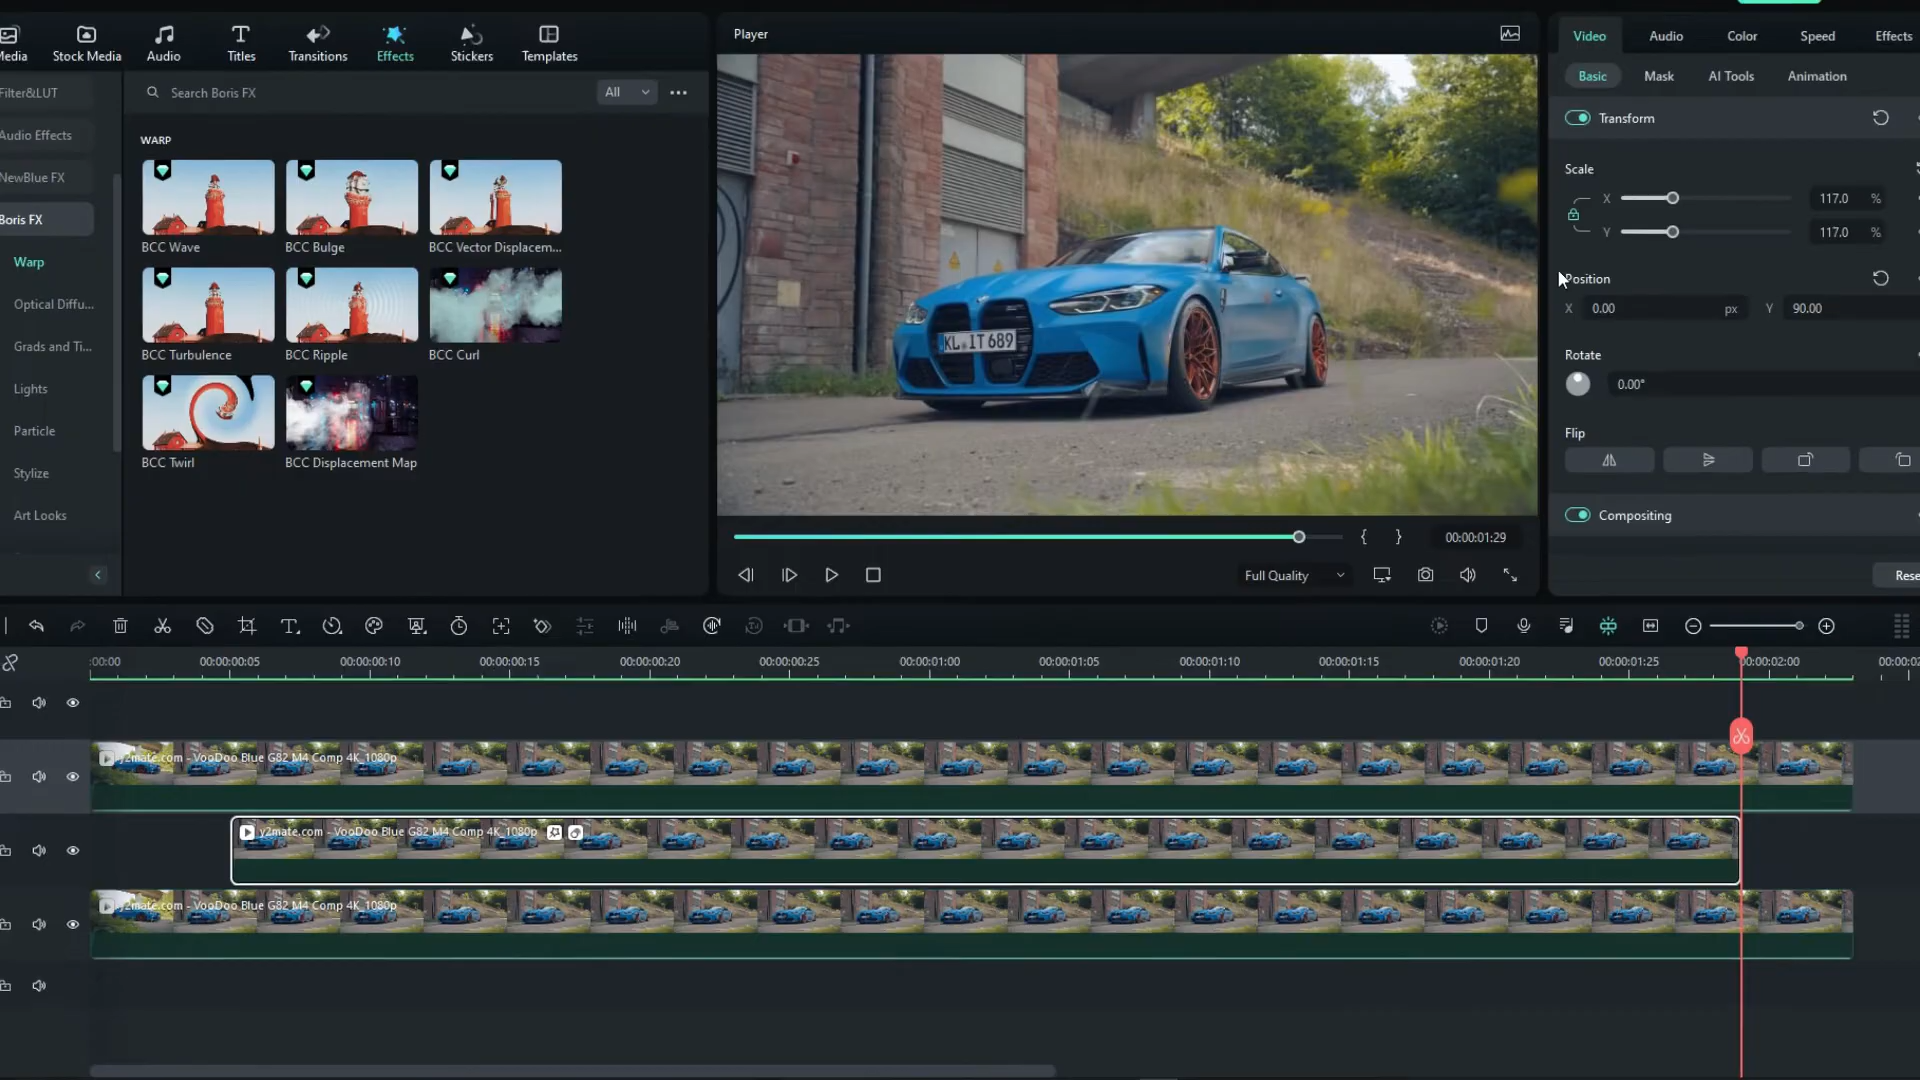 Media
Stock Media
Audio
Titles
Transitions
Effects
Stickers
Templates
Filter&LUT
Audio Effects
NewBlue FX
Boris FX
Warp
Optical Diffu...
Grads and Ti...
Lights
Particle
Stylize
Art Looks
Search Boris FX
All
WARP
BCC Wave
BCC Bulge
BCC Vector Displacem...
BCC Turbulence
BCC Ripple
BCC Curl
BCC Twirl
BCC Displacement Map
Player
KL IT 689
00:00:01:29
Full Quality
Video
Audio
Color
Speed
Effects
Basic
Mask
AI Tools
Animation
Transform
Scale
X 117.0 %
Y 117.0 %
Position
X 0.00 px Y 90.00
Rotate
0.00°
Flip
Compositing
Rese
:00:00
00:00:00:05
00:00:00:10
00:00:00:15
00:00:00:20
00:00:00:25
00:00:01:00
00:00:01:05
00:00:01:10
00:00:01:15
00:00:01:20
00:00:01:25
00:00:02:00
00:00:02
y2mate.com - VooDoo Blue G82 M4 Comp 4K_1080p
y2mate.com - VooDoo Blue G82 M4 Comp 4K_1080p
y2mate.com - VooDoo Blue G82 M4 Comp 4K_1080p